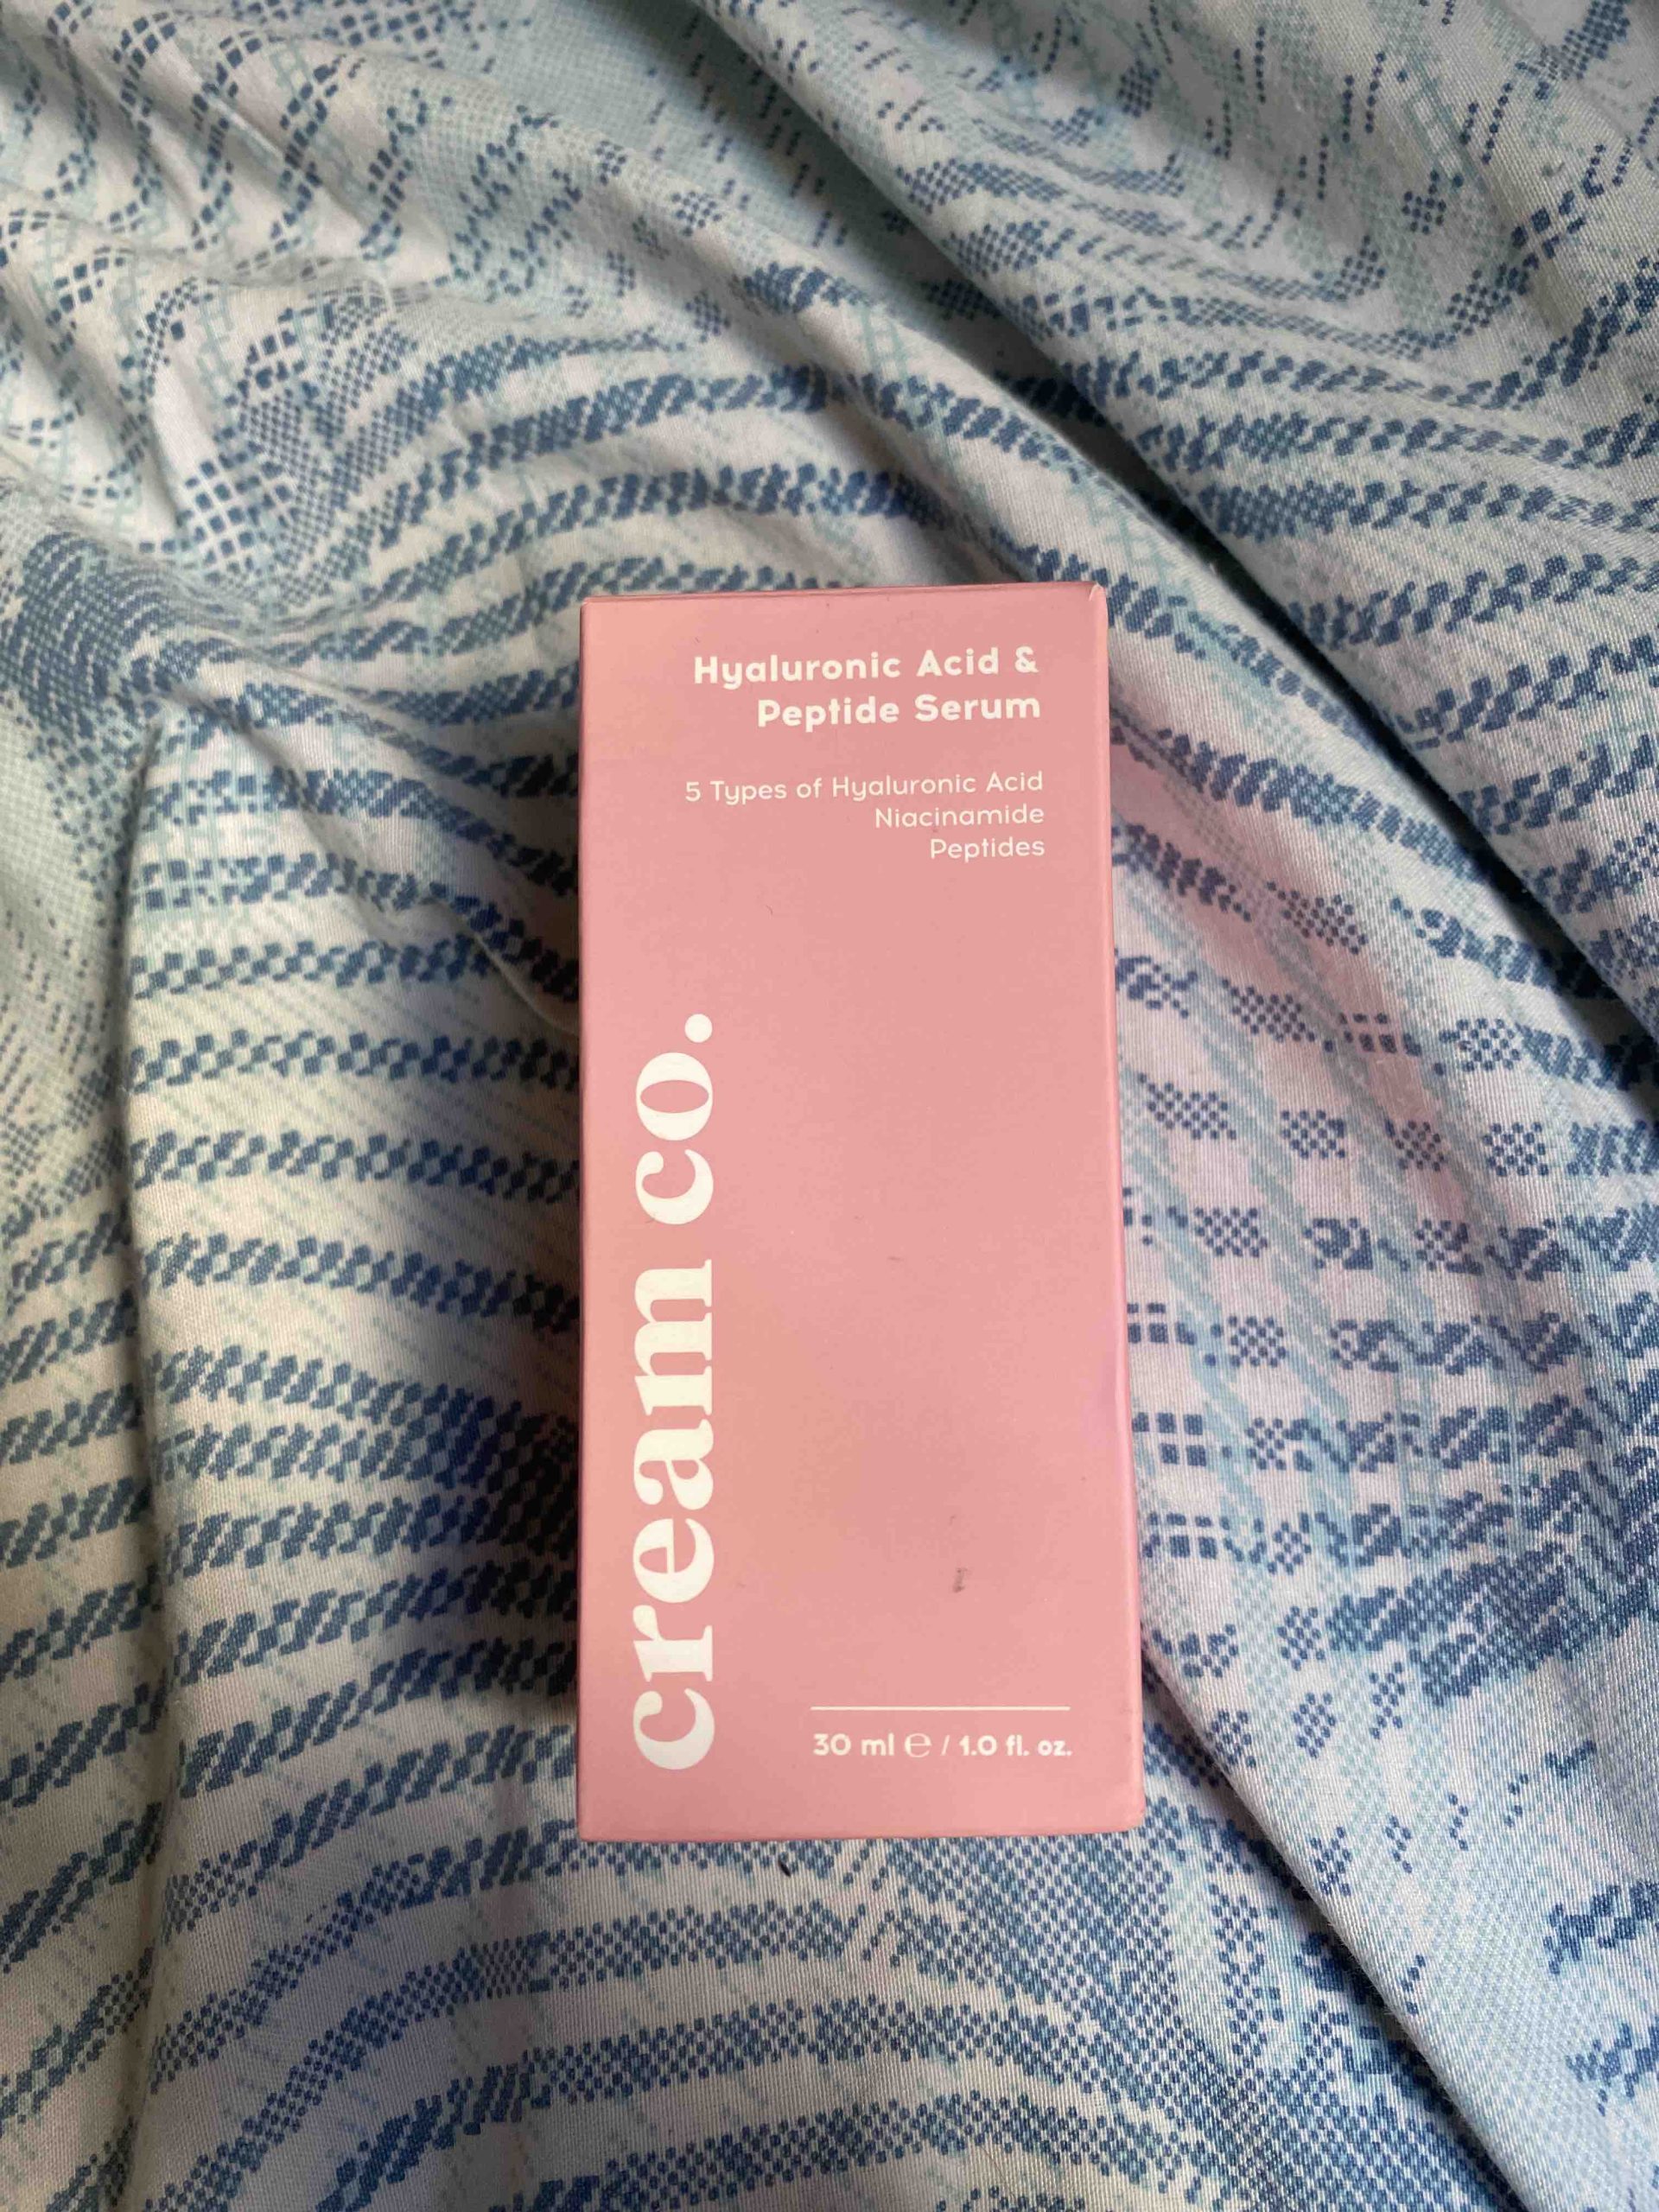 Hyaluronic Acid &
Peptide Serum
5 Types of Hyaluronic Acid
Niacinamide
Peptides
cream co.
30 ml ℮ / 1.0 fl. oz.